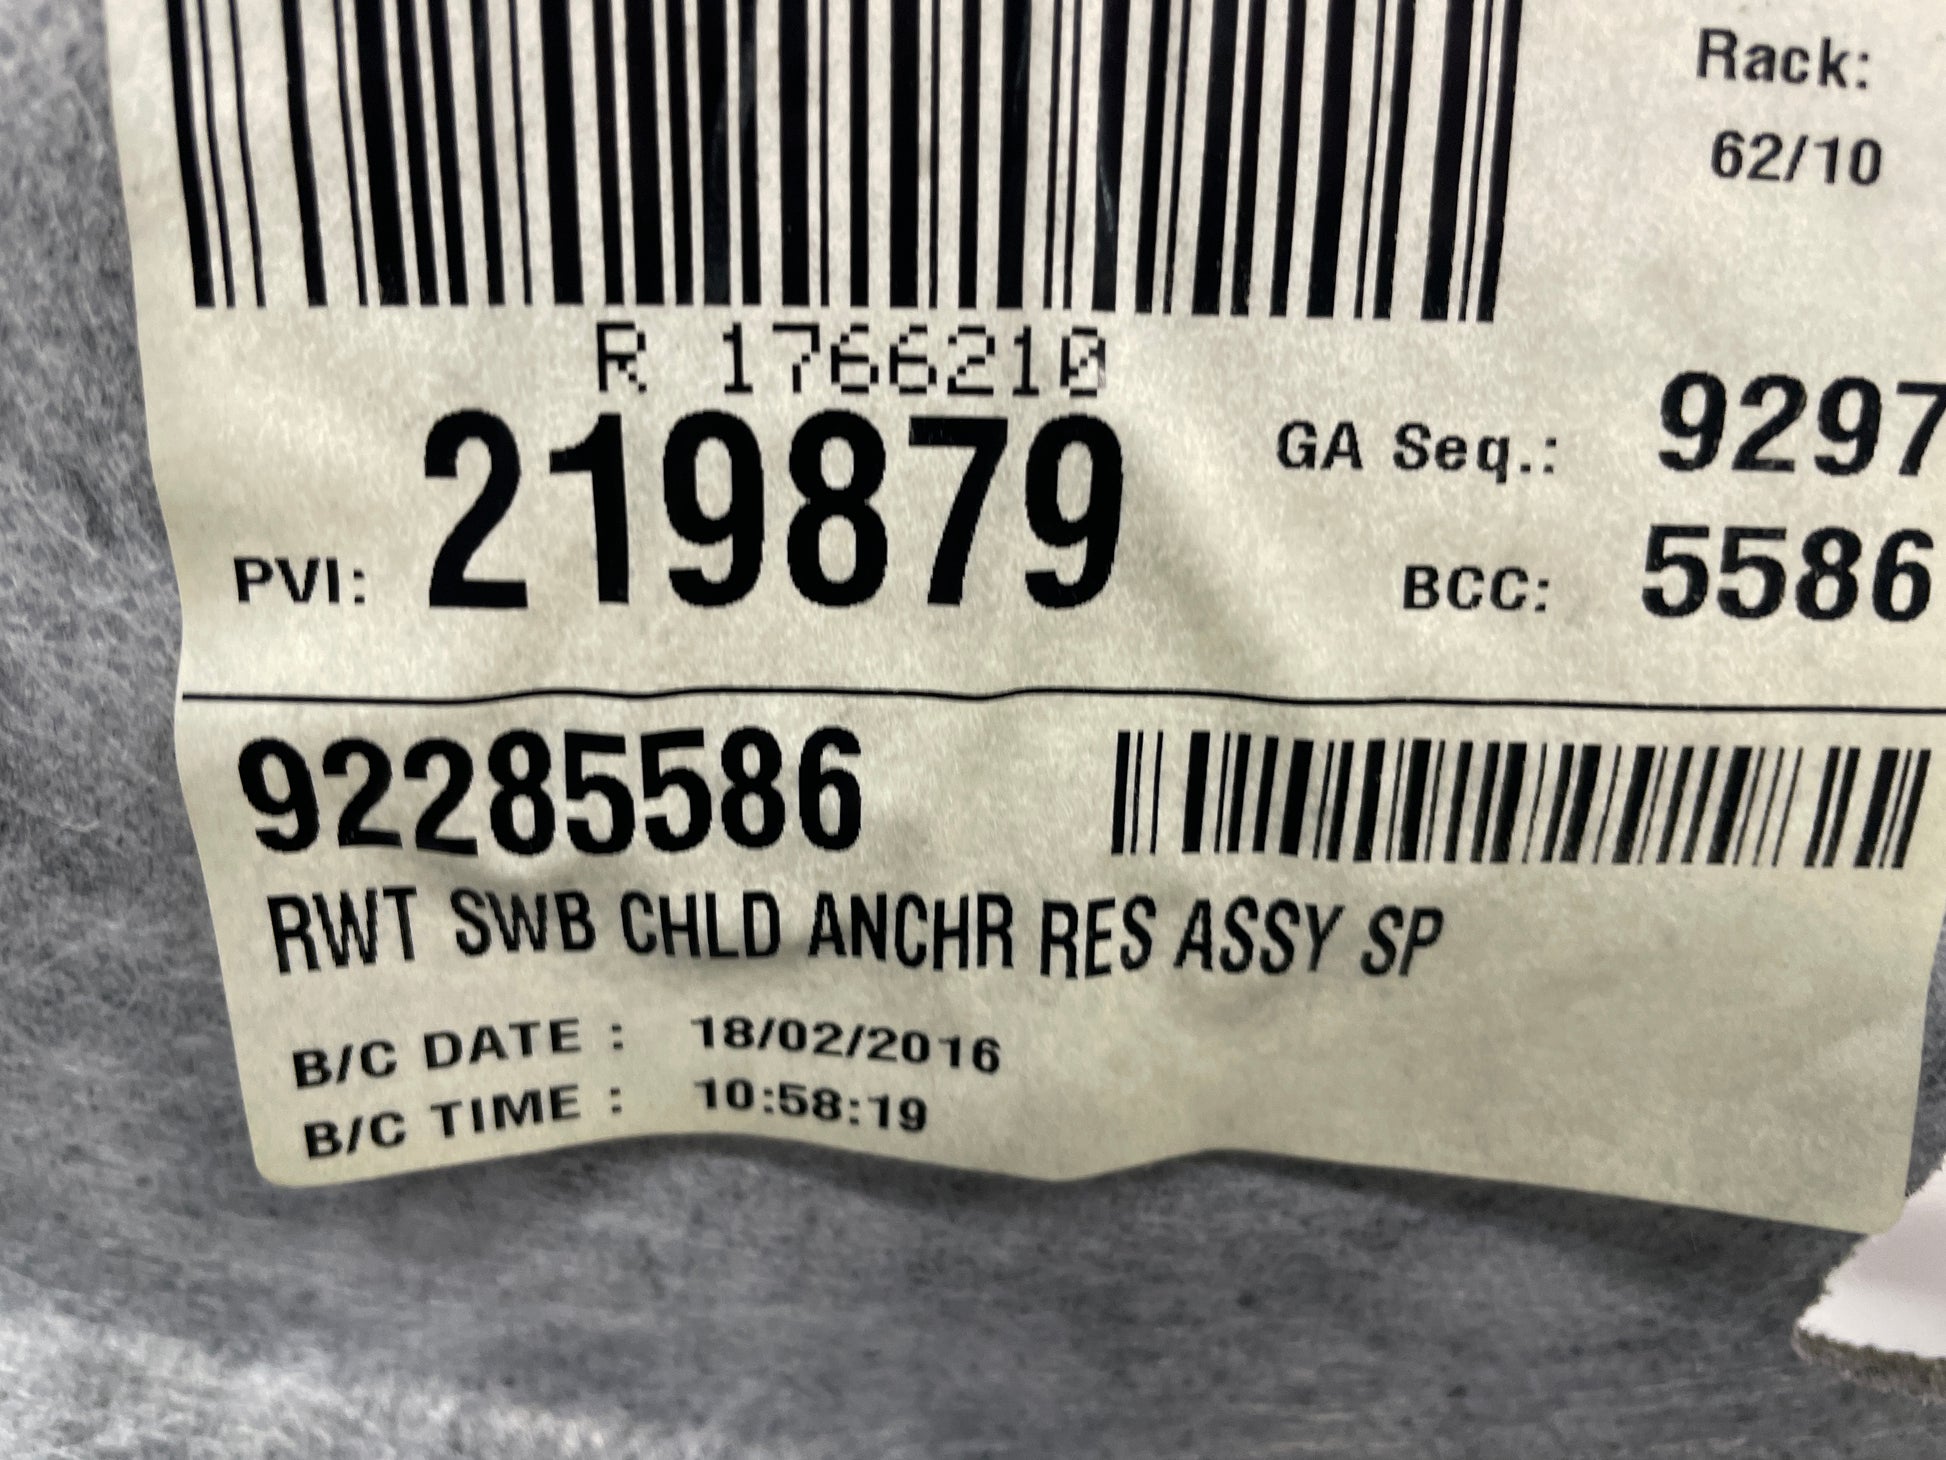 Rack:
62/10
R 1766210
PVI: 219879
GA Seq.: 9297
BCC: 5586
92285586
RWT SWB CHLD ANCHR RES ASSY SP
B/C DATE : 18/02/2016
B/C TIME : 10:58:19